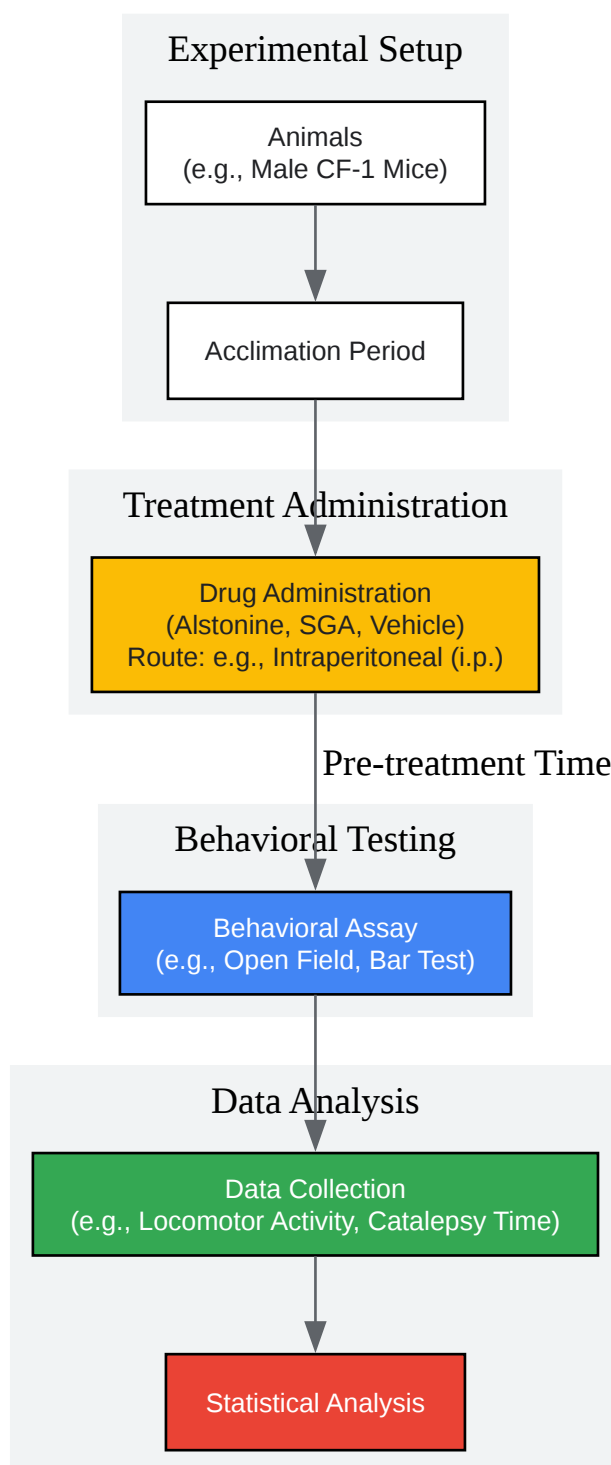 Experimental Setup
Animals
(e.g., Male CF-1 Mice)
Acclimation Period
Treatment Administration
Drug Administration
(Alstonine, SGA, Vehicle)
Route: e.g., Intraperitoneal (i.p.)
Pre-treatment Time
Behavioral Testing
Behavioral Assay
(e.g., Open Field, Bar Test)
Data Analysis
Data Collection
(e.g., Locomotor Activity, Catalepsy Time)
Statistical Analysis